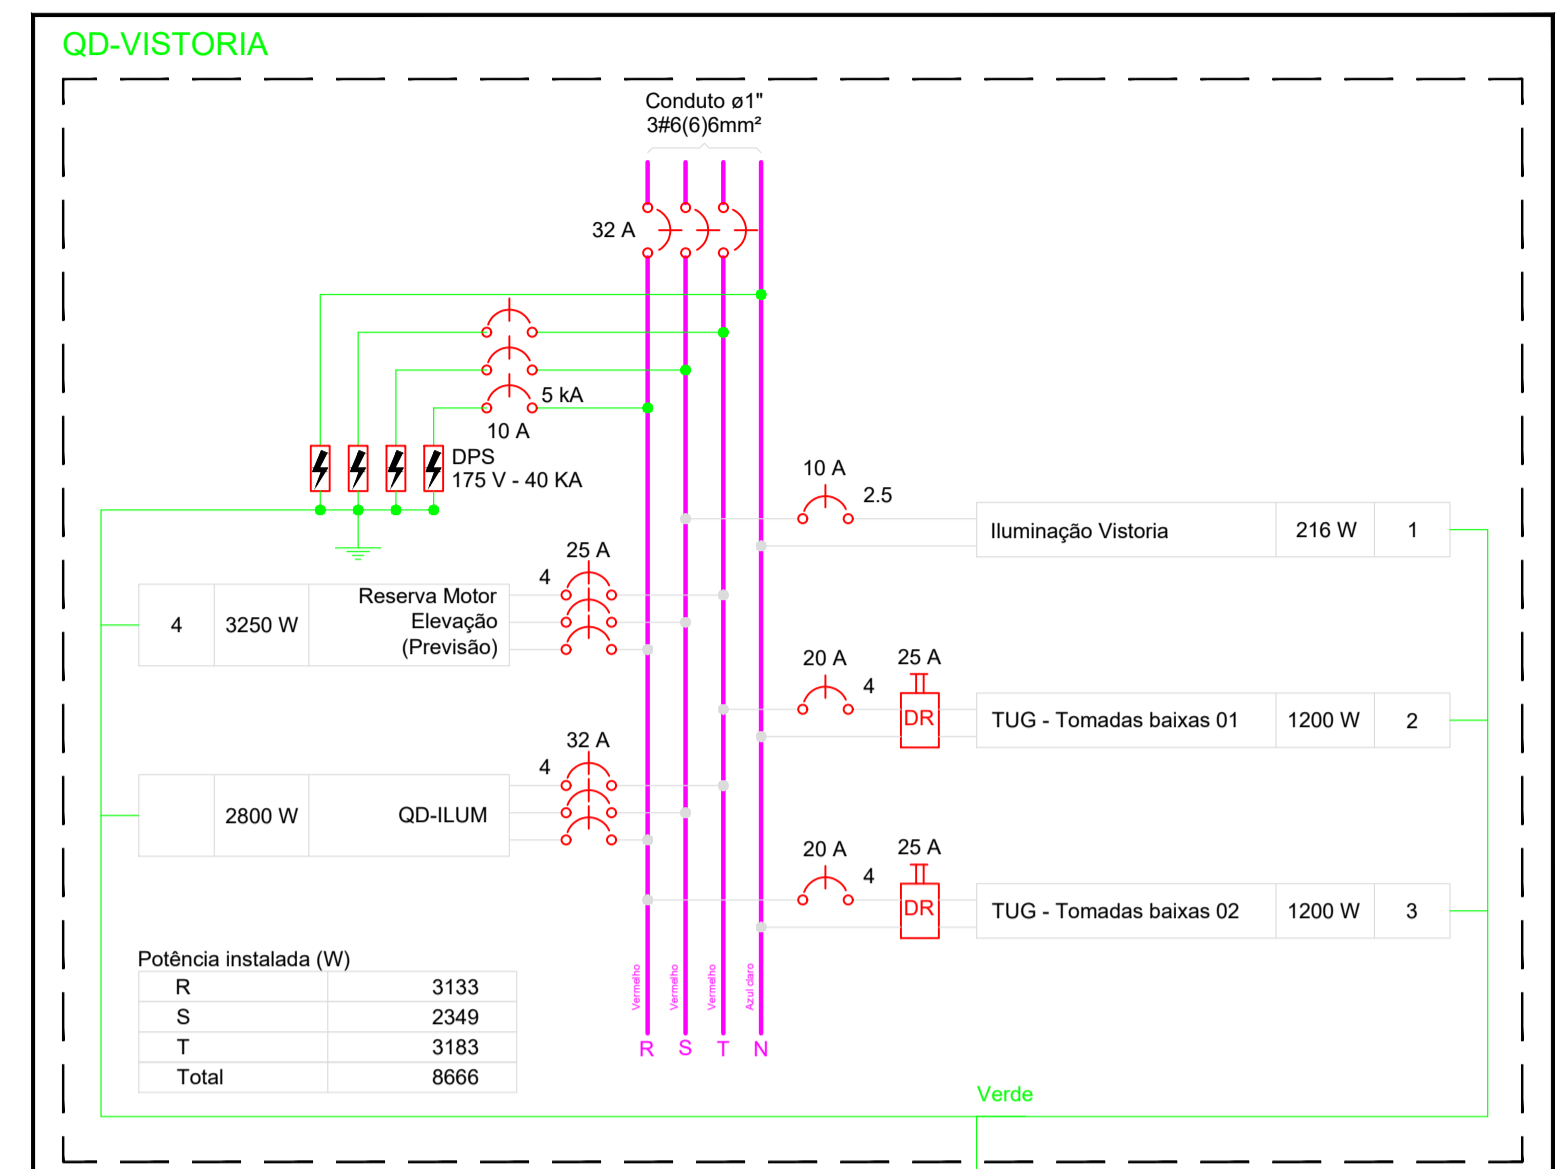 QD-VISTORIA
Conduto ø1"
3#6(6)6mm²
32 A
5 kA
10 A
DPS
175 V - 40 KA
10 A
2.5
Iluminação Vistoria 216 W 1
25 A
4
4 3250 W Reserva Motor
Elevação
(Previsão)
20 A
4
25 A
DR
TUG - Tomadas baixas 01 1200 W 2
32 A
4
2800 W QD-ILUM
20 A
4
25 A
DR
TUG - Tomadas baixas 02 1200 W 3
Potência instalada (W)
R 3133
S 2349
T 3183
Total 8666
Vermelho
Vermelho
Vermelho
Azul claro
R S T N
Verde